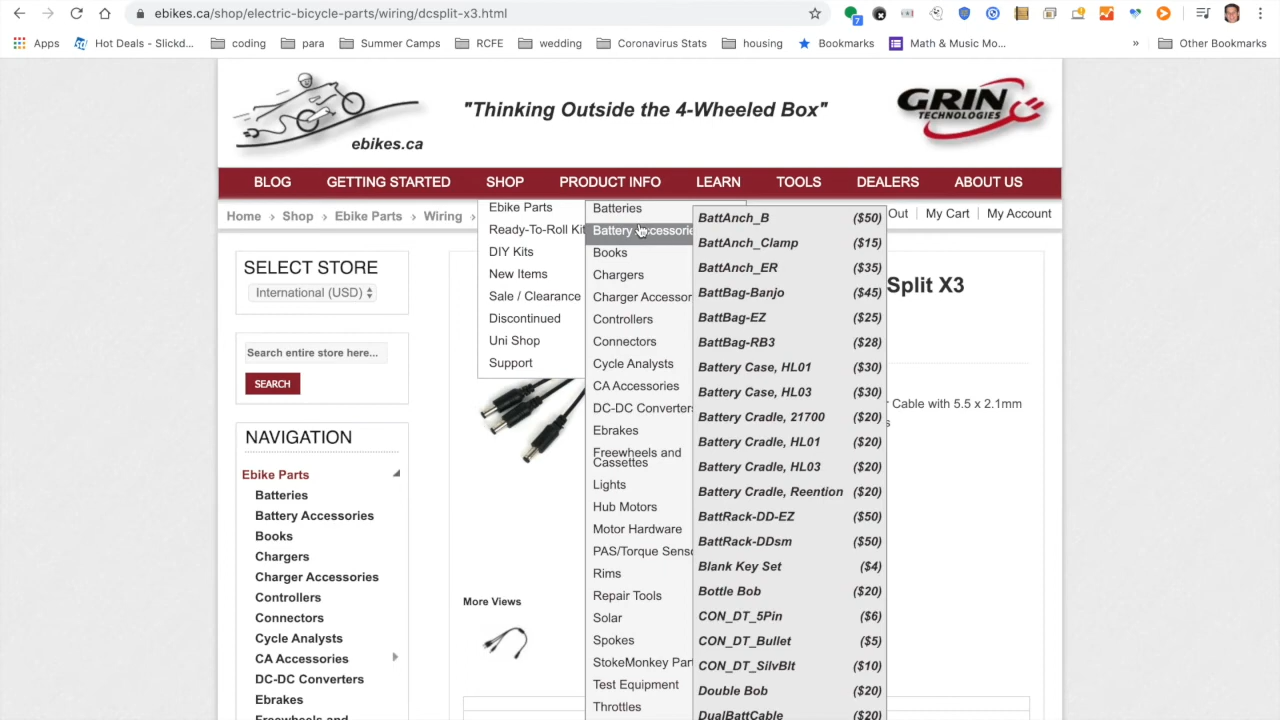 ebikes.ca/shop/electric-bicycle-parts/wiring/dcsplit-x3.html
7
Apps
Hot Deals - Slickd...
coding
para
Summer Camps
RCFE
wedding
Coronavirus Stats
housing
Bookmarks
Math & Music Mo...
»
Other Bookmarks
"Thinking Outside the 4-Wheeled Box"
ebikes.ca
GRIN
TECHNOLOGIES
BLOG
GETTING STARTED
SHOP
PRODUCT INFO
LEARN
TOOLS
DEALERS
ABOUT US
Home > Shop > Ebike Parts > Wiring >
Out | My Cart | My Account
SELECT STORE
International (USD)
Search entire store here...
SEARCH
NAVIGATION
Ebike Parts
Batteries
Battery Accessories
Books
Chargers
Charger Accessories
Controllers
Connectors
Cycle Analysts
CA Accessories
DC-DC Converters
Ebrakes
Freewheels and
Ebike Parts
Ready-To-Roll Kit
DIY Kits
New Items
Sale / Clearance
Discontinued
Uni Shop
Support
Batteries
Battery Accessorie
Books
Chargers
Charger Accessor
Controllers
Connectors
Cycle Analysts
CA Accessories
DC-DC Converters
Ebrakes
Freewheels and
Cassettes
Lights
Hub Motors
Motor Hardware
PAS/Torque Senso
Rims
Repair Tools
Solar
Spokes
StokeMonkey Par
Test Equipment
Throttles
BattAnch_B ($50)
BattAnch_Clamp ($15)
BattAnch_ER ($35)
BattBag-Banjo ($45)
BattBag-EZ ($25)
BattBag-RB3 ($28)
Battery Case, HL01 ($30)
Battery Case, HL03 ($30)
Battery Cradle, 21700 ($20)
Battery Cradle, HL01 ($20)
Battery Cradle, HL03 ($20)
Battery Cradle, Reention ($20)
BattRack-DD-EZ ($50)
BattRack-DDsm ($50)
Blank Key Set ($4)
Bottle Bob ($20)
CON_DT_5Pin ($6)
CON_DT_Bullet ($5)
CON_DT_SilvBlt ($10)
Double Bob ($20)
DualBattCable ($20)
Split X3
Cable with 5.5 x 2.1mm
More Views